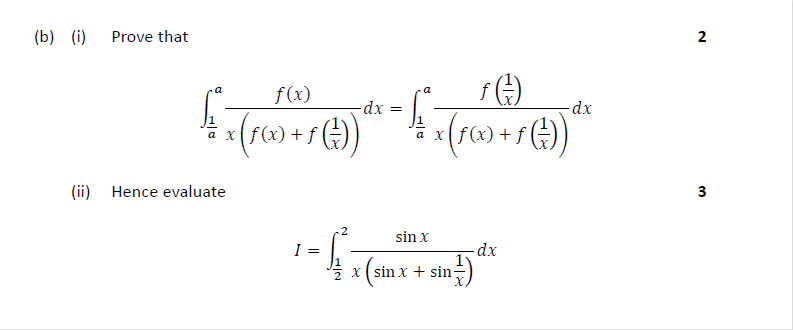 (b) (i) Prove that 2
∫_{1/a}^{a} f(x) / (x(f(x) + f(1/x))) dx = ∫_{1/a}^{a} f(1/x) / (x(f(x) + f(1/x))) dx
(ii) Hence evaluate 3
I = ∫_{1/2}^{2} sin x / (x(sin x + sin 1/x)) dx